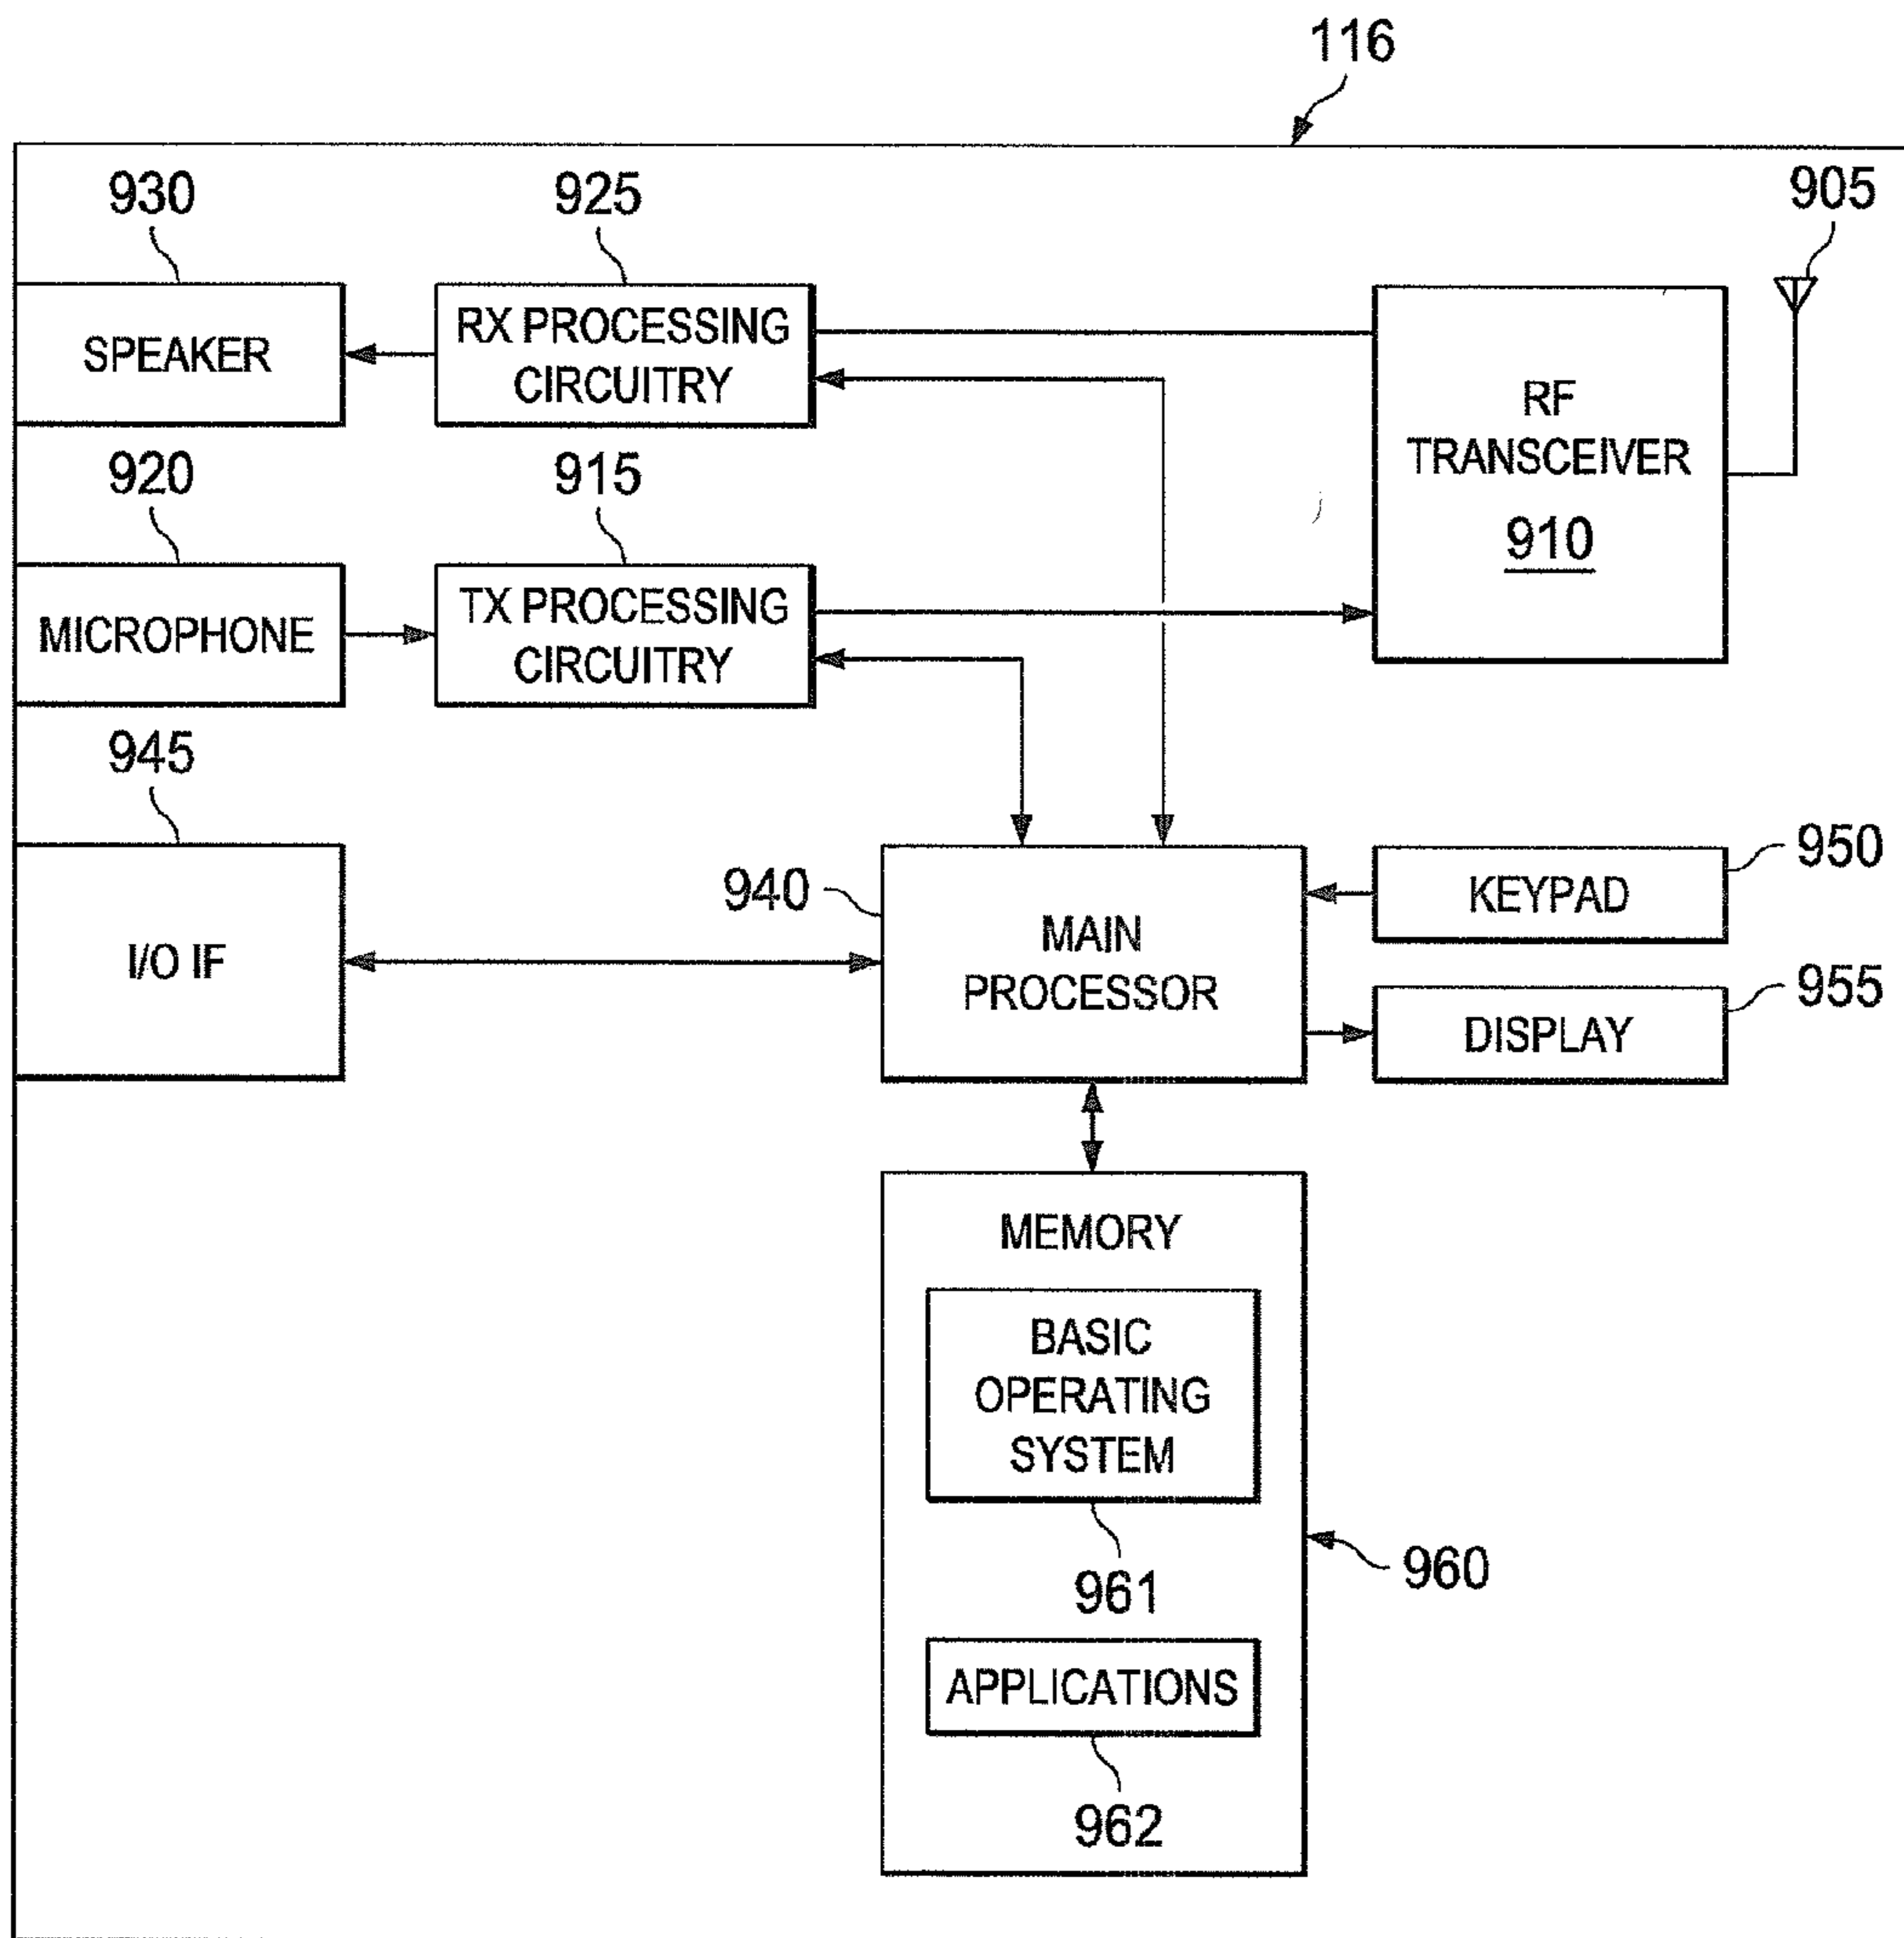 116
930
925
905
SPEAKER
RX PROCESSING
CIRCUITRY
RF
TRANSCEIVER
910
920
915
MICROPHONE
TX PROCESSING
CIRCUITRY
945
I/O IF
940
MAIN
PROCESSOR
KEYPAD
950
DISPLAY
955
MEMORY
BASIC
OPERATING
SYSTEM
961
960
APPLICATIONS
962